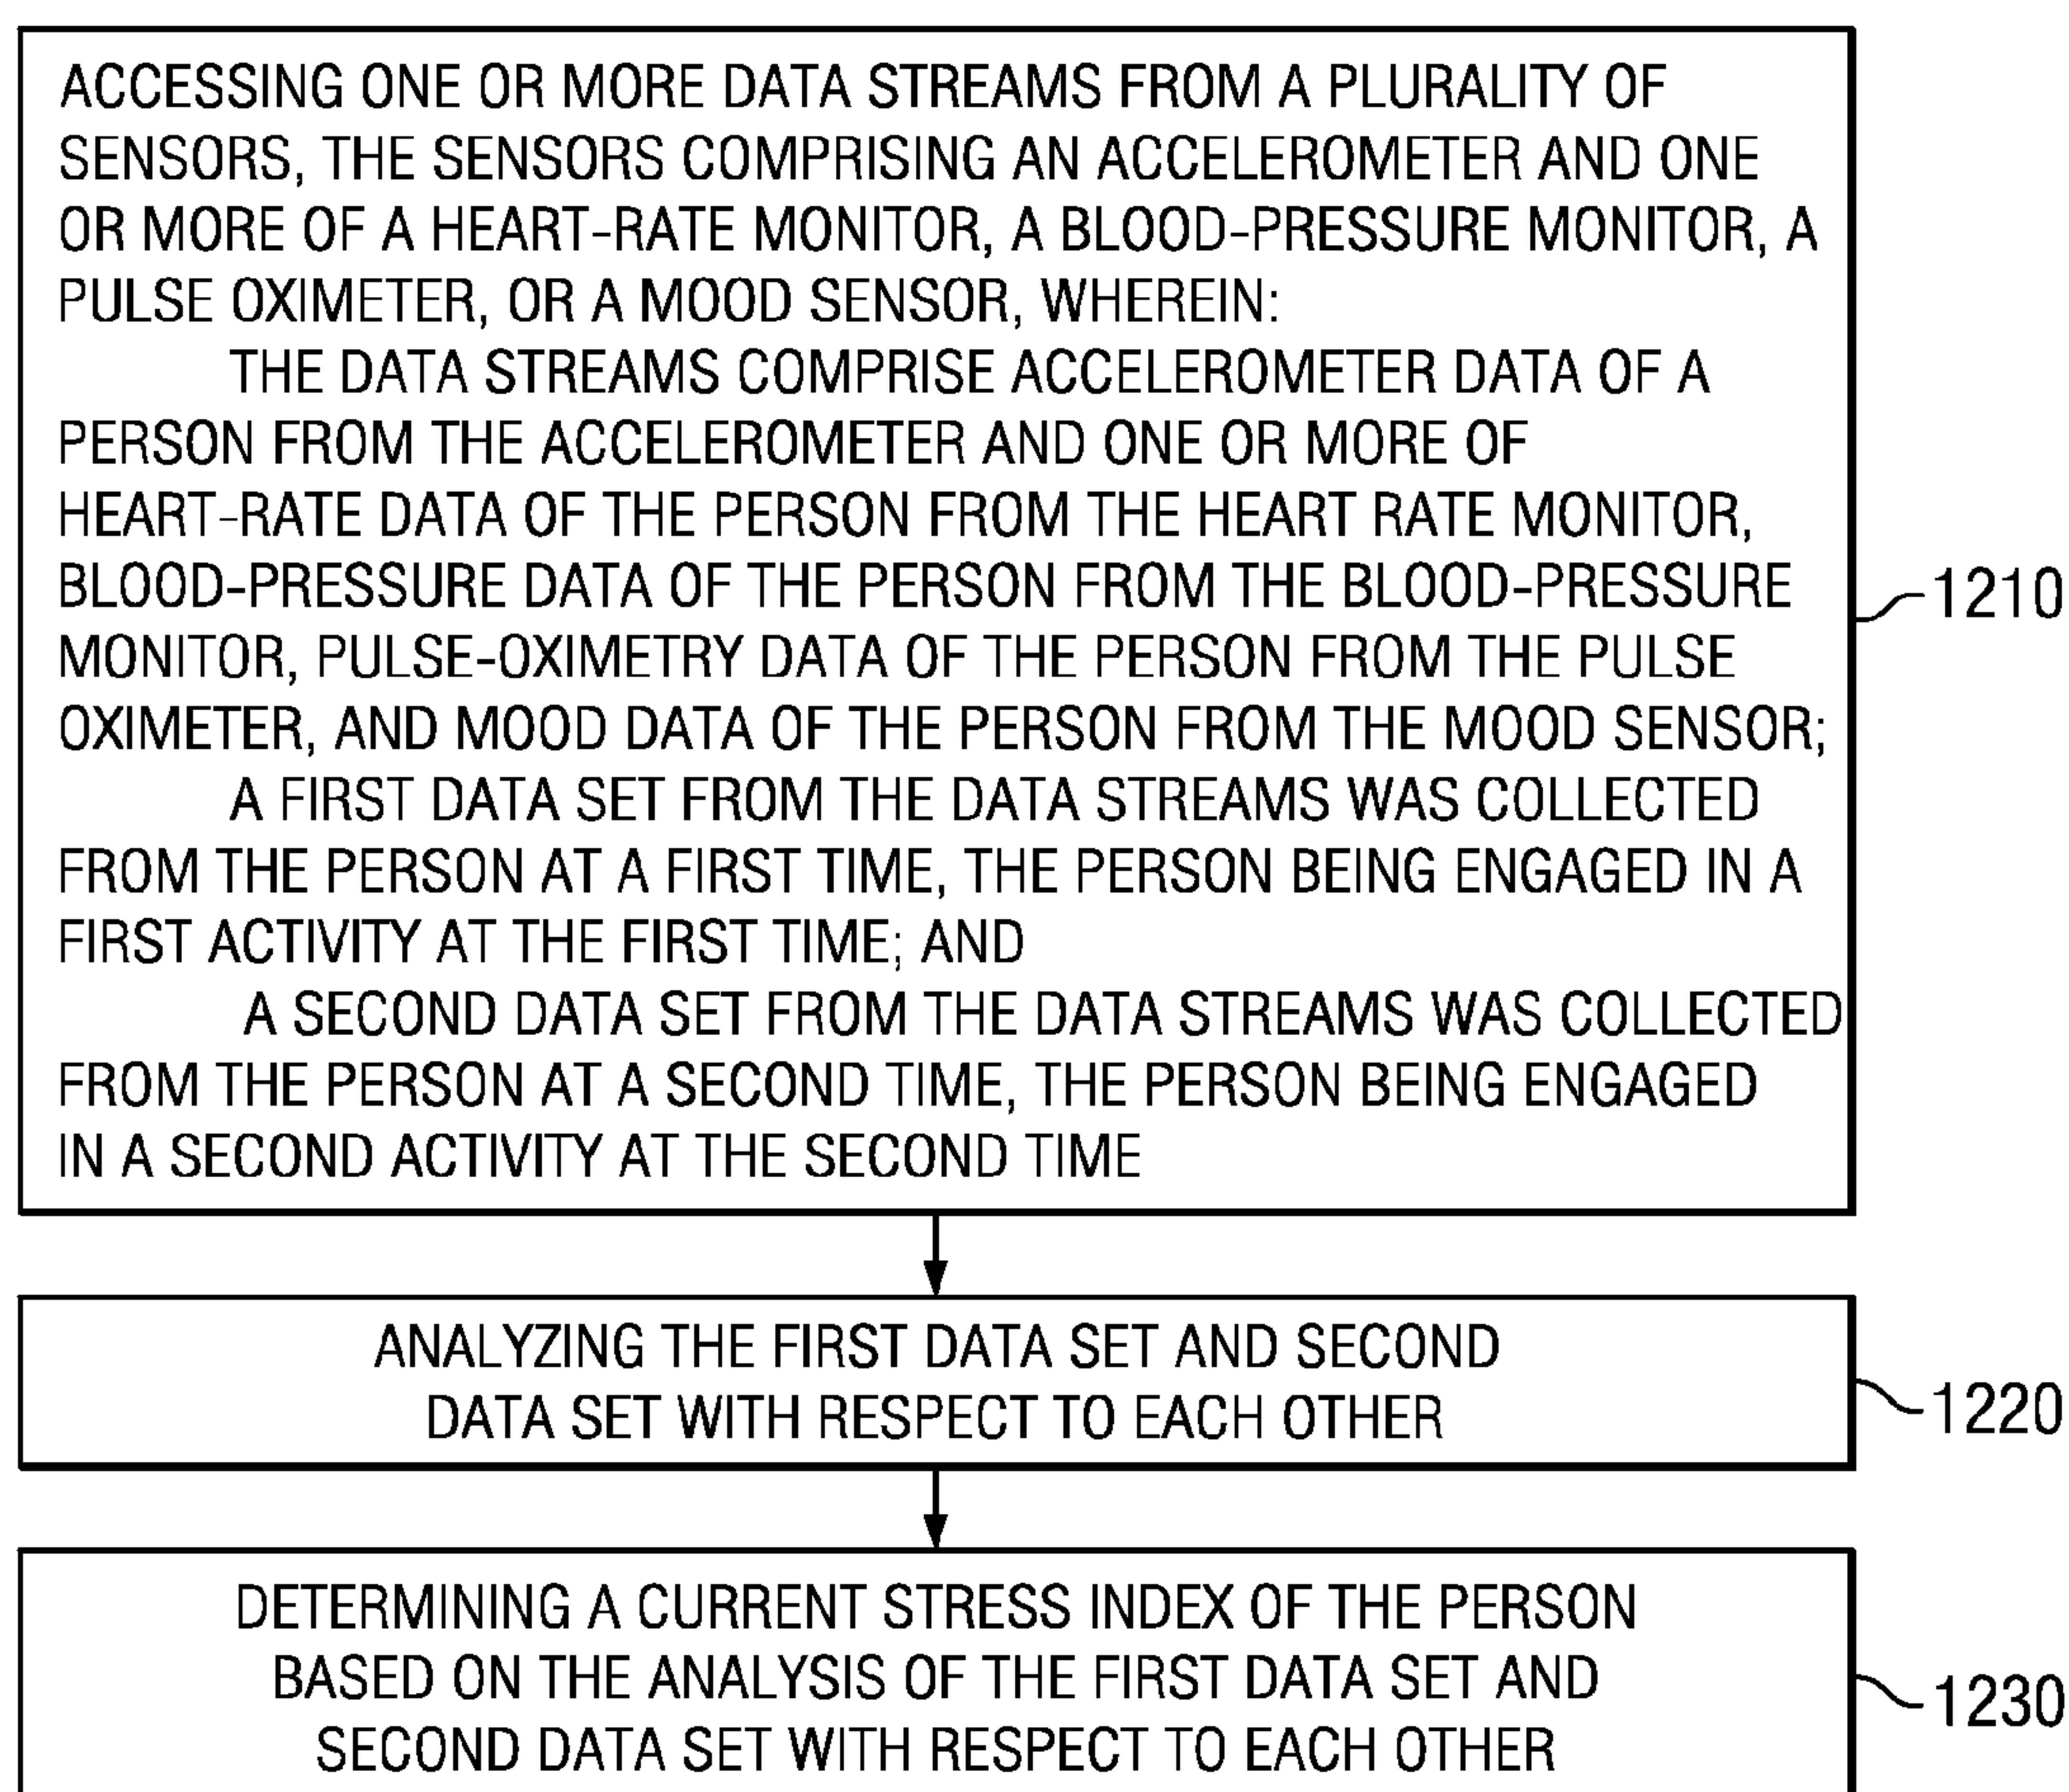 ACCESSING ONE OR MORE DATA STREAMS FROM A PLURALITY OF
SENSORS, THE SENSORS COMPRISING AN ACCELEROMETER AND ONE
OR MORE OF A HEART-RATE MONITOR, A BLOOD-PRESSURE MONITOR, A
PULSE OXIMETER, OR A MOOD SENSOR, WHEREIN:
THE DATA STREAMS COMPRISE ACCELEROMETER DATA OF A
PERSON FROM THE ACCELEROMETER AND ONE OR MORE OF
HEART-RATE DATA OF THE PERSON FROM THE HEART RATE MONITOR,
BLOOD-PRESSURE DATA OF THE PERSON FROM THE BLOOD-PRESSURE
MONITOR, PULSE-OXIMETRY DATA OF THE PERSON FROM THE PULSE
OXIMETER, AND MOOD DATA OF THE PERSON FROM THE MOOD SENSOR;
A FIRST DATA SET FROM THE DATA STREAMS WAS COLLECTED
FROM THE PERSON AT A FIRST TIME, THE PERSON BEING ENGAGED IN A
FIRST ACTIVITY AT THE FIRST TIME; AND
A SECOND DATA SET FROM THE DATA STREAMS WAS COLLECTED
FROM THE PERSON AT A SECOND TIME, THE PERSON BEING ENGAGED
IN A SECOND ACTIVITY AT THE SECOND TIME
1210
ANALYZING THE FIRST DATA SET AND SECOND
DATA SET WITH RESPECT TO EACH OTHER
1220
DETERMINING A CURRENT STRESS INDEX OF THE PERSON
BASED ON THE ANALYSIS OF THE FIRST DATA SET AND
SECOND DATA SET WITH RESPECT TO EACH OTHER
1230